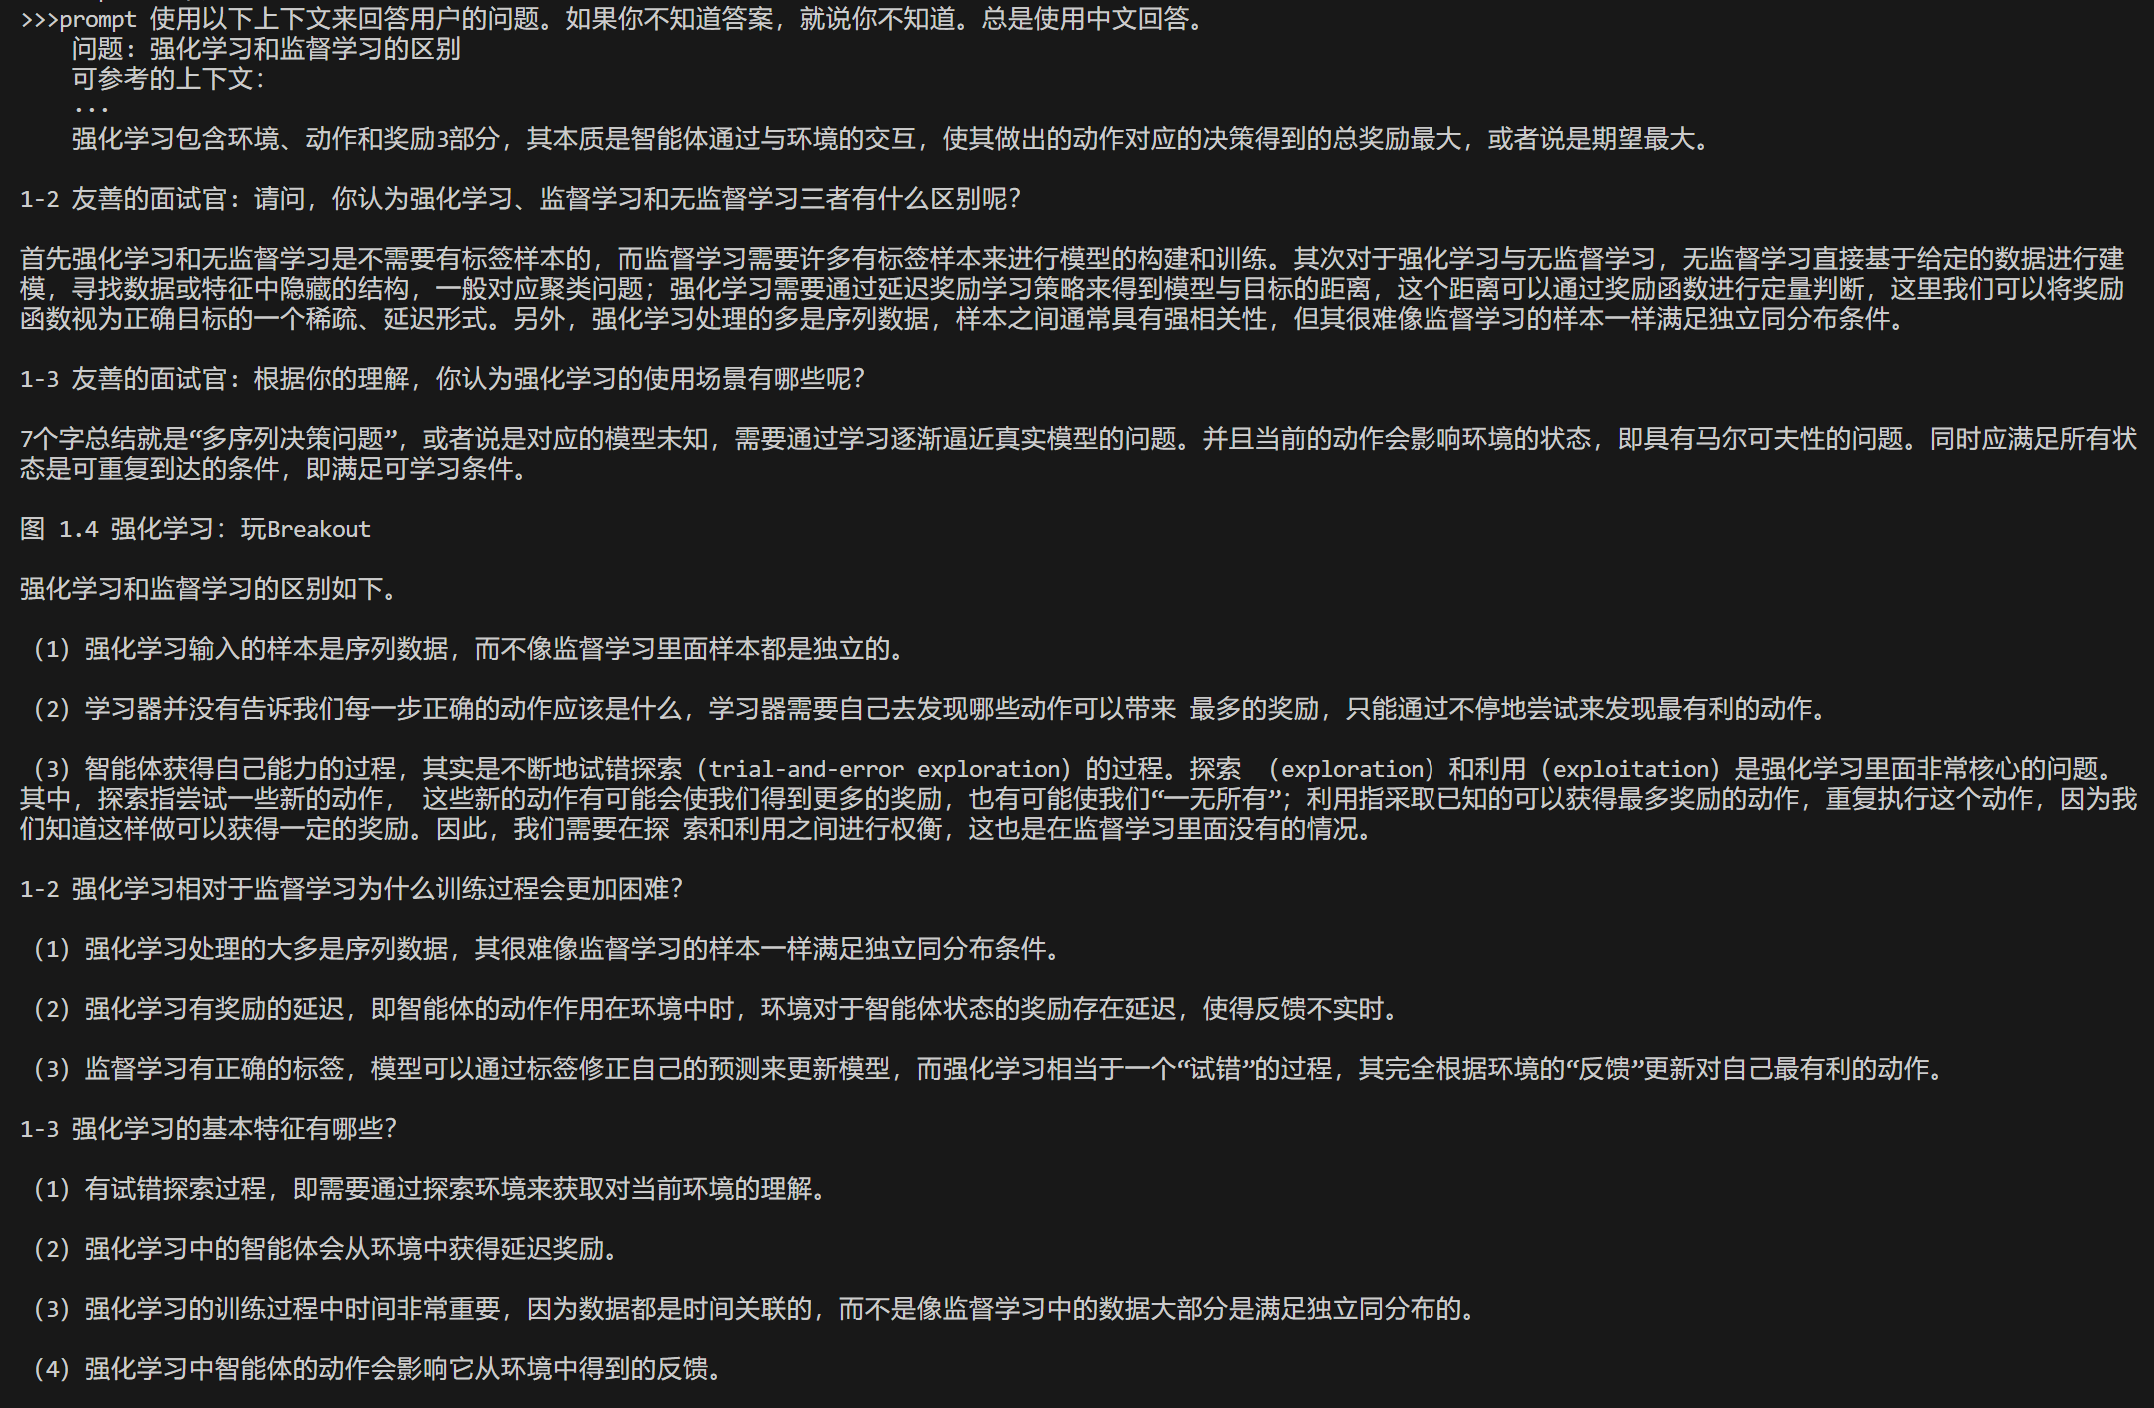 >>>prompt 使用以下上下文来回答用户的问题。如果你不知道答案，就说你不知道。总是使用中文回答。
问题: 强化学习和监督学习的区别
可参考的上下文：
...
强化学习包含环境、动作和奖励3部分，其本质是智能体通过与环境的交互，使其做出的动作对应的决策得到的总奖励最大，或者说是期望最大。
1-2 友善的面试官: 请问，你认为强化学习、监督学习和无监督学习三者有什么区别呢?
首先强化学习和无监督学习是不需要有标签样本的，而监督学习需要许多有标签样本来进行模型的构建和训练。其次对于强化学习与无监督学习，无监督学习直接基于给定的数据进行建
模，寻找数据或特征中隐藏的结构，一般对应聚类问题；强化学习需要通过延迟奖励学习策略来得到模型与目标的距离，这个距离可以通过奖励函数进行定量判断，这里我们可以将奖励
函数视为正确目标的一个稀疏、延迟形式。另外，强化学习处理的多是序列数据，样本之间通常具有强相关性，但其很难像监督学习的样本一样满足独立同分布条件。
1-3 友善的面试官: 根据你的理解，你认为强化学习的使用场景有哪些呢?
7个字总结就是“多序列决策问题”，或者说是对应的模型未知，需要通过学习逐渐逼近真实模型的问题。并且当前的动作会影响环境的状态，即具有马尔可夫性的问题。同时应满足所有状
态是可重复到达的条件，即满足可学习条件。
图 1.4 强化学习: 玩Breakout
强化学习和监督学习的区别如下。
（1）强化学习输入的样本是序列数据，而不像监督学习里面样本都是独立的。
（2）学习器并没有告诉我们每一步正确的动作应该是什么，学习器需要自己去发现哪些动作可以带来 最多的奖励，只能通过不停地尝试来发现最有利的动作。
（3）智能体获得自己能力的过程，其实是不断地试错探索（trial-and-error exploration）的过程。探索 （exploration）和利用（exploitation）是强化学习里面非常核心的问题。
其中，探索指尝试一些新的动作， 这些新的动作有可能会使我们得到更多的奖励，也有可能使我们“一无所有”；利用指采取已知的可以获得最多奖励的动作，重复执行这个动作，因为我
们知道这样做可以获得一定的奖励。因此，我们需要在探 索和利用之间进行权衡，这也是在监督学习里面没有的情况。
1-2 强化学习相对于监督学习为什么训练过程会更加困难?
（1）强化学习处理的大多是序列数据，其很难像监督学习的样本一样满足独立同分布条件。
（2）强化学习有奖励的延迟，即智能体的动作作用在环境中时，环境对于智能体状态的奖励存在延迟，使得反馈不实时。
（3）监督学习有正确的标签，模型可以通过标签修正自己的预测来更新模型，而强化学习相当于一个“试错”的过程，其完全根据环境的“反馈”更新对自己最有利的动作。
1-3 强化学习的基本特征有哪些?
（1）有试错探索过程，即需要通过探索环境来获取对当前环境的理解。
（2）强化学习中的智能体会从环境中获得延迟奖励。
（3）强化学习的训练过程中时间非常重要，因为数据都是时间关联的，而不是像监督学习中的数据大部分是满足独立同分布的。
（4）强化学习中智能体的动作会影响它从环境中得到的反馈。